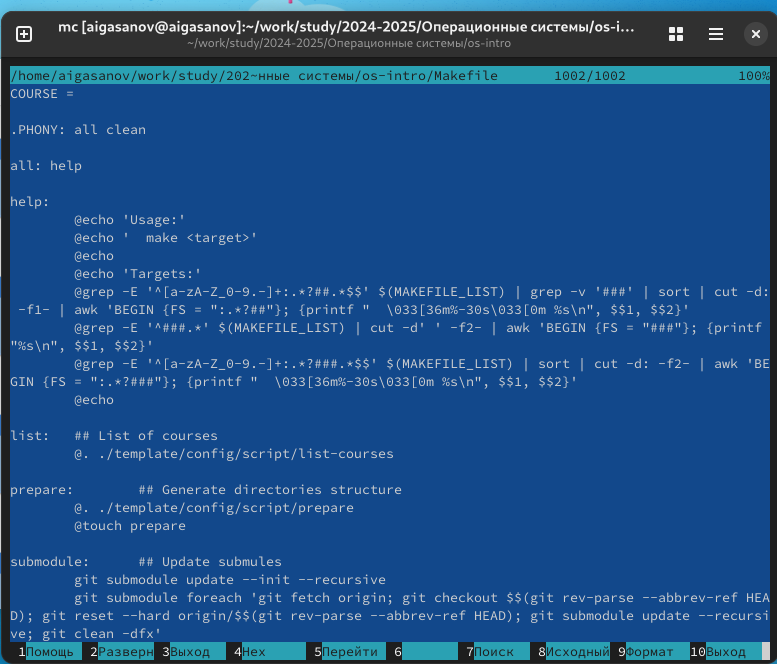 mc [aigasanov@aigasanov]:~/work/study/2024-2025/Операционные системы/os-i...
~/work/study/2024-2025/Операционные системы/os-intro
/home/aigasanov/work/study/202~нные системы/os-intro/Makefile 1002/1002 100%
COURSE =
.PHONY: all clean
all: help
help:
@echo 'Usage:'
@echo '  make <target>'
@echo
@echo 'Targets:'
@grep -E '^[a-zA-Z_0-9.-]+:.*?##.*$$' $(MAKEFILE_LIST) | grep -v '###' | sort | cut -d:
-f1- | awk 'BEGIN {FS = ":.*?##"}; {printf "  \033[36m%-30s\033[0m %s\n", $$1, $$2}'
@grep -E '^###.*' $(MAKEFILE_LIST) | cut -d' ' -f2- | awk 'BEGIN {FS = "###"}; {printf
"%s\n", $$1, $$2}'
@grep -E '^[a-zA-Z_0-9.-]+:.*?###.*$$' $(MAKEFILE_LIST) | sort | cut -d: -f2- | awk 'BE
GIN {FS = ":.*?###"}; {printf "  \033[36m%-30s\033[0m %s\n", $$1, $$2}'
@echo
list:   ## List of courses
@. ./template/config/script/list-courses
prepare:        ## Generate directories structure
@. ./template/config/script/prepare
@touch prepare
submodule:      ## Update submules
git submodule update --init --recursive
git submodule foreach 'git fetch origin; git checkout $$(git rev-parse --abbrev-ref HEA
D); git reset --hard origin/$$(git rev-parse --abbrev-ref HEAD); git submodule update --recursi
ve; git clean -dfx'
1Помощь 2Разверн 3Выход 4Hex 5Перейти 6 7Поиск 8Исходный 9Формат 10Выход